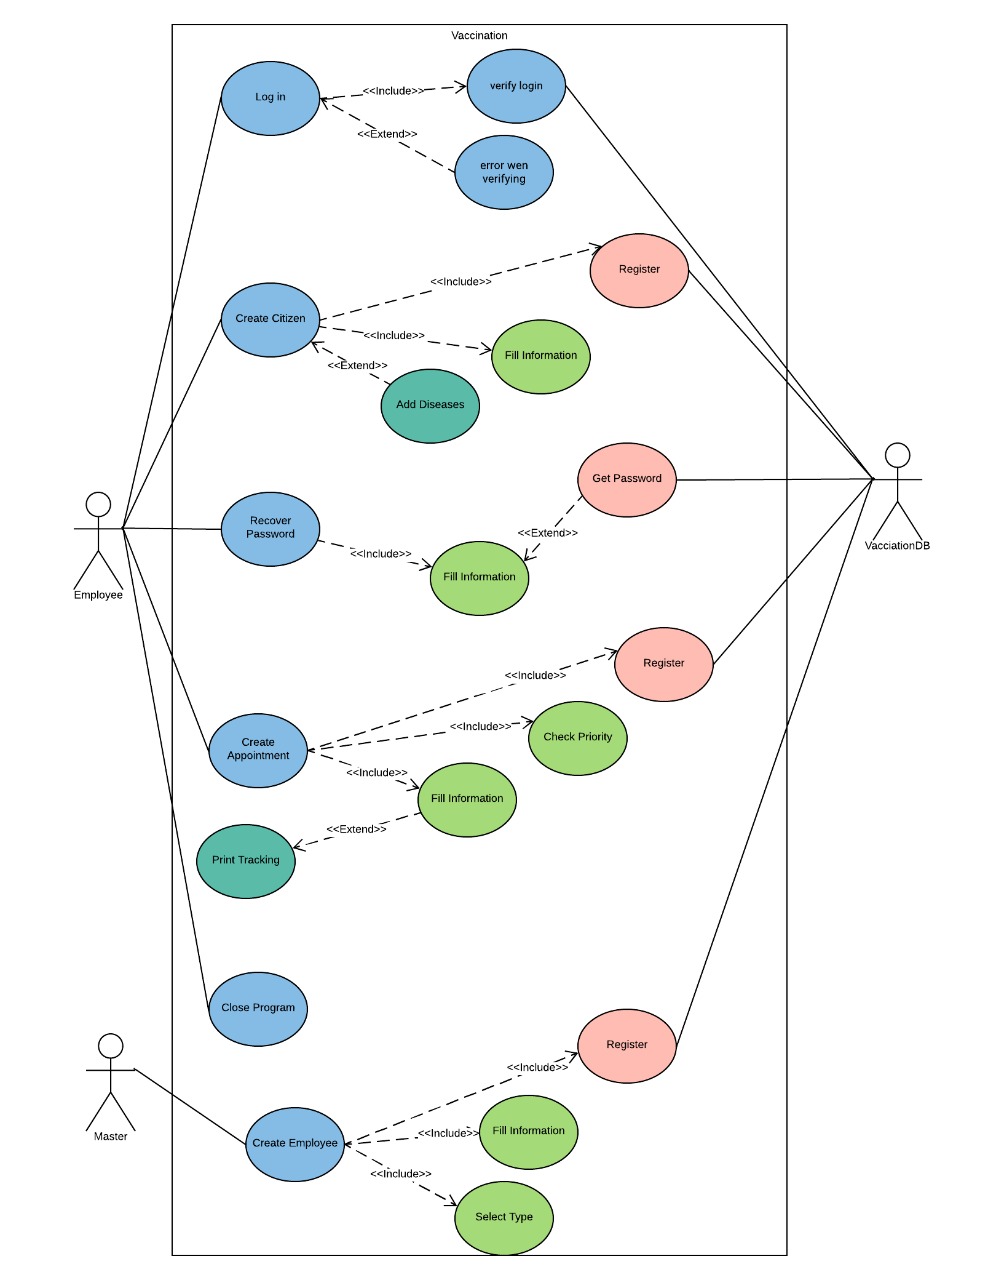 Vaccination
Log in
<<Include>>
verify login
<<Extend>>
error wen
verifying
Register
<<Include>>
Create Citizen
<<Include>>
Fill Information
<<Extend>>
Add Diseases
Get Password
Recover
Password
<<Extend>>
<<Include>>
Fill Information
VacciationDB
Employee
Register
<<Include>>
<<Include>>
Check Priority
Create
Appointment
<<Include>>
Fill Information
<<Extend>>
Print Tracking
Close Program
Register
<<Include>>
Master
Create Employee
<<Include>>
Fill Information
<<Include>>
Select Type